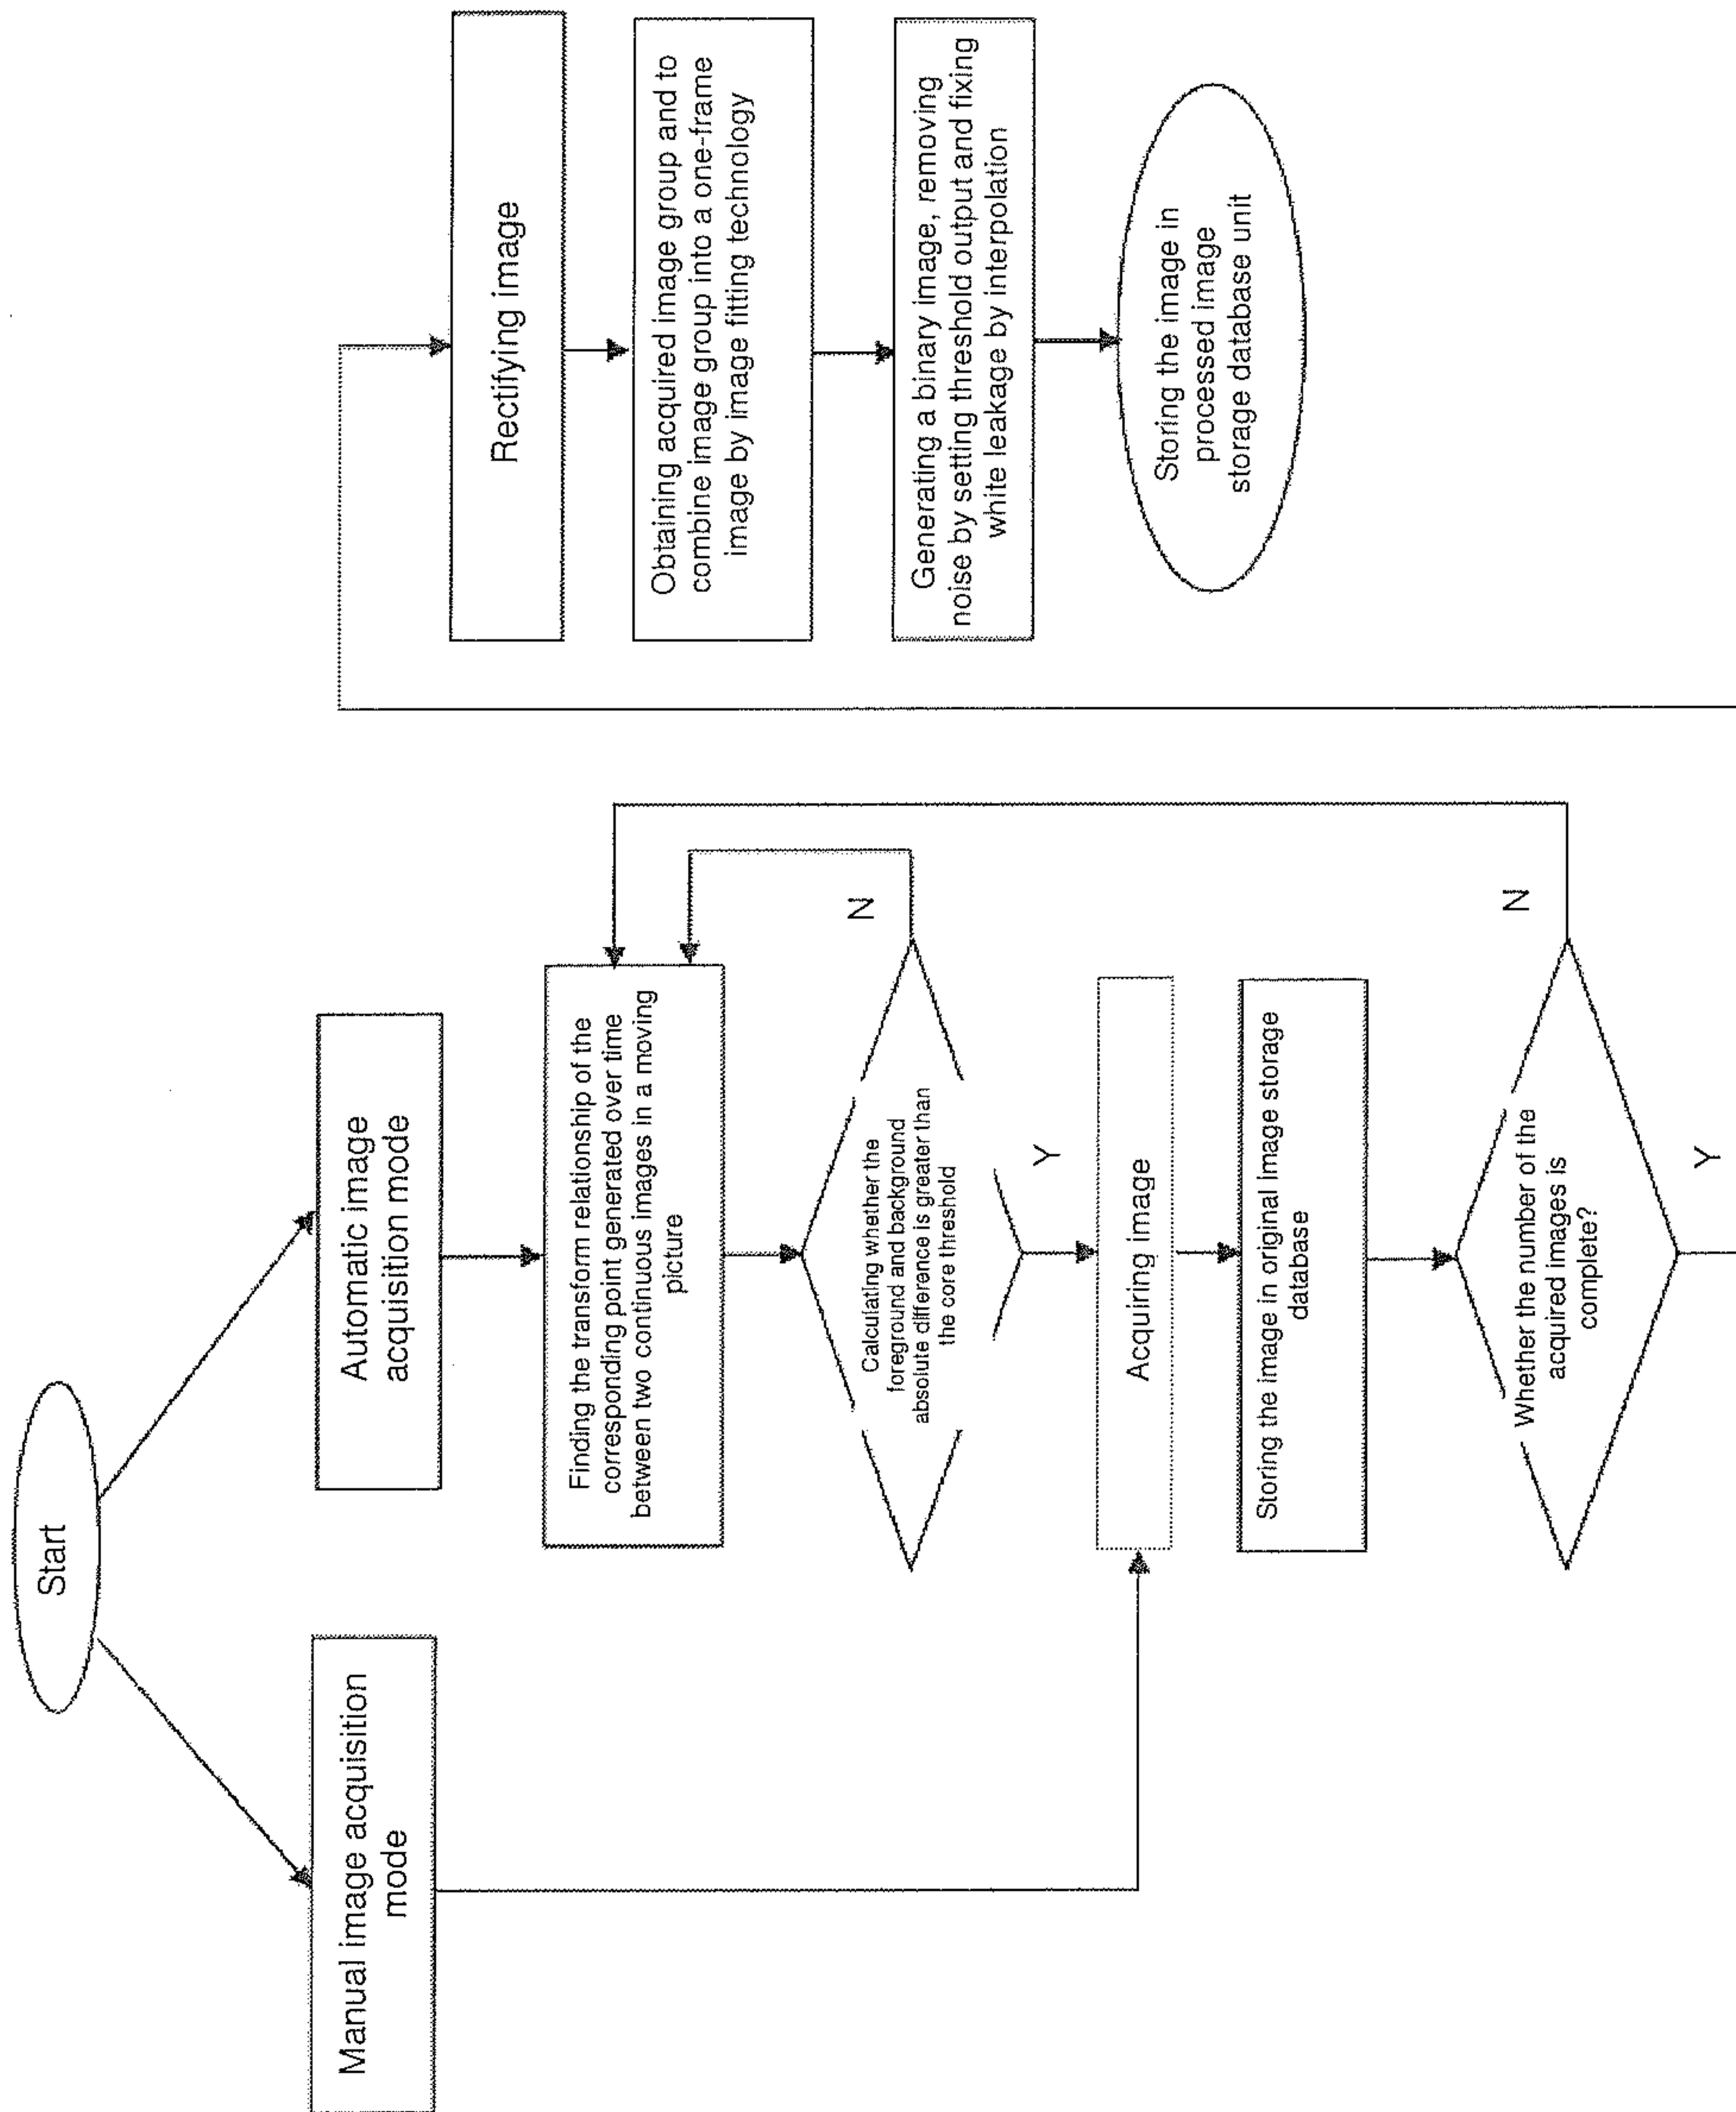 Start
Manual image acquisition
mode
Automatic image
acquisition mode
Finding the transform relationship of the
corresponding point generated over time
between two continuous images in a moving
picture
N
Calculating whether the
foreground and background
absolute difference is greater than
the core threshold
Y
Acquiring image
Storing the image in original image storage
database
N
Whether the number of the
acquired images is
complete?
Y
Rectifying image
Obtaining acquired image group and to
combine image group into a one-frame
image by image fitting technology
Generating a binary image, removing
noise by setting threshold output and fixing
white leakage by interpolation
Storing the image in
processed image
storage database unit